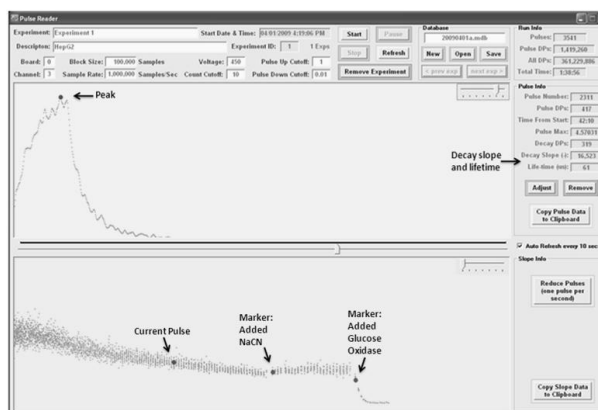 Pulse Reader
Experiment: Experiment 1 Start Date & Time: 04/01/2009 4:19:06 PM
Descripton: HepG2 Experiment ID: 1 1 Exps
Board: 0 Block Size: 100,000 Samples Voltage: 450 Pulse Up Cutoff: 1
Channel: 3 Sample Rate: 1,000,000 Samples/Sec Count Cutoff: 10 Pulse Down Cutoff: 0.01
Start Pause
Stop Refresh
Remove Experiment
Database
20090401a.mdb
New Open Save
< prev exp next exp >
Run Info
Pulses: 3541
Pulse DPs: 1,419,260
All DPs: 361,229,806
Total Time: 1:38:56
Peak
Decay slope
and lifetime
Pulse Info
Pulse Number: 2311
Pulse DPs: 417
Time From Start: 42:10
Pulse Max: 4.57031
Decay DPs: 319
Decay Slope (/s): 16,523
Life-time (us): 61
Adjust Remove
Copy Pulse Data
to Clipboard
Auto Refresh every 10 sec
Slope Info
Reduce Pulses
(one pulse per
second)
Current Pulse
Marker:
Added
NaCN
Marker:
Added
Glucose
Oxidase
Copy Slope Data
to Clipboard